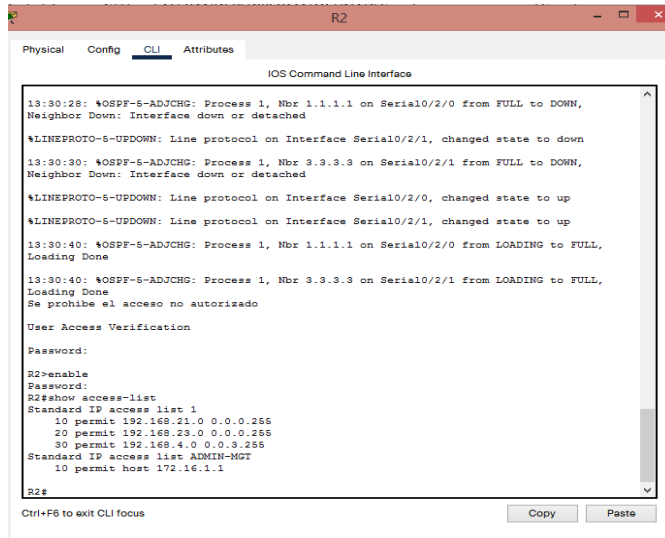 R2
Physical Config CLI Attributes
IOS Command Line Interface
13:30:28: %OSPF-5-ADJCHG: Process 1, Nbr 1.1.1.1 on Serial0/2/0 from FULL to DOWN,
Neighbor Down: Interface down or detached
%LINEPROTO-5-UPDOWN: Line protocol on Interface Serial0/2/1, changed state to down
13:30:30: %OSPF-5-ADJCHG: Process 1, Nbr 3.3.3.3 on Serial0/2/1 from FULL to DOWN,
Neighbor Down: Interface down or detached
%LINEPROTO-5-UPDOWN: Line protocol on Interface Serial0/2/0, changed state to up
%LINEPROTO-5-UPDOWN: Line protocol on Interface Serial0/2/1, changed state to up
13:30:40: %OSPF-5-ADJCHG: Process 1, Nbr 1.1.1.1 on Serial0/2/0 from LOADING to FULL,
Loading Done
13:30:40: %OSPF-5-ADJCHG: Process 1, Nbr 3.3.3.3 on Serial0/2/1 from LOADING to FULL,
Loading Done
Se prohibe el acceso no autorizado
User Access Verification
Password:
R2>enable
Password:
R2#show access-list
Standard IP access list 1
10 permit 192.168.21.0 0.0.0.255
20 permit 192.168.23.0 0.0.0.255
30 permit 192.168.4.0 0.0.3.255
Standard IP access list ADMIN-MGT
10 permit host 172.16.1.1
R2#
Ctrl+F6 to exit CLI focus
Copy Paste